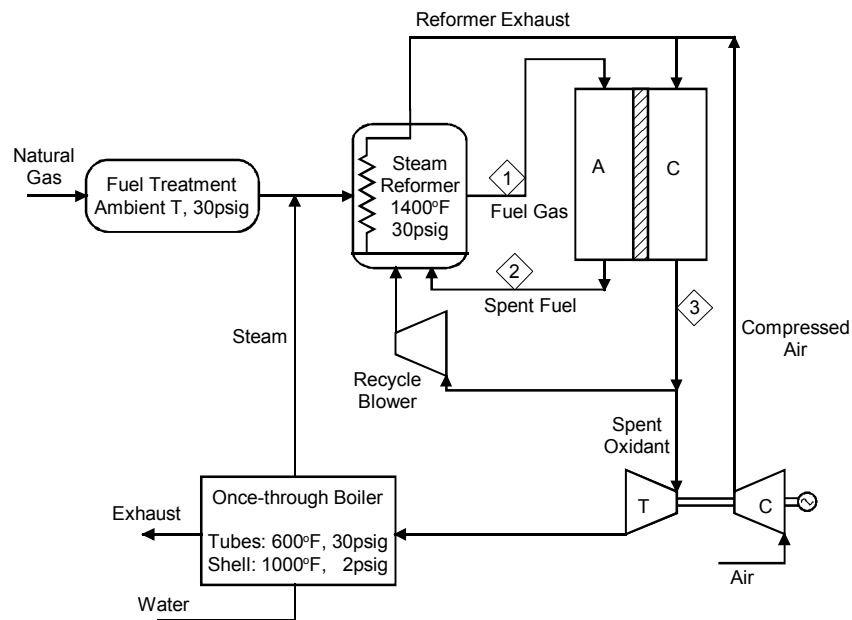 Reformer Exhaust
Natural
Gas
Fuel Treatment
Ambient T, 30psig
Steam
Reformer
1400°F
30psig
1
Fuel Gas
A
C
2
Spent Fuel
3
Steam
Recycle
Blower
Compressed
Air
Spent
Oxidant
Once-through Boiler
Tubes: 600°F, 30psig
Shell: 1000°F, 2psig
Exhaust
T
C
Air
Water